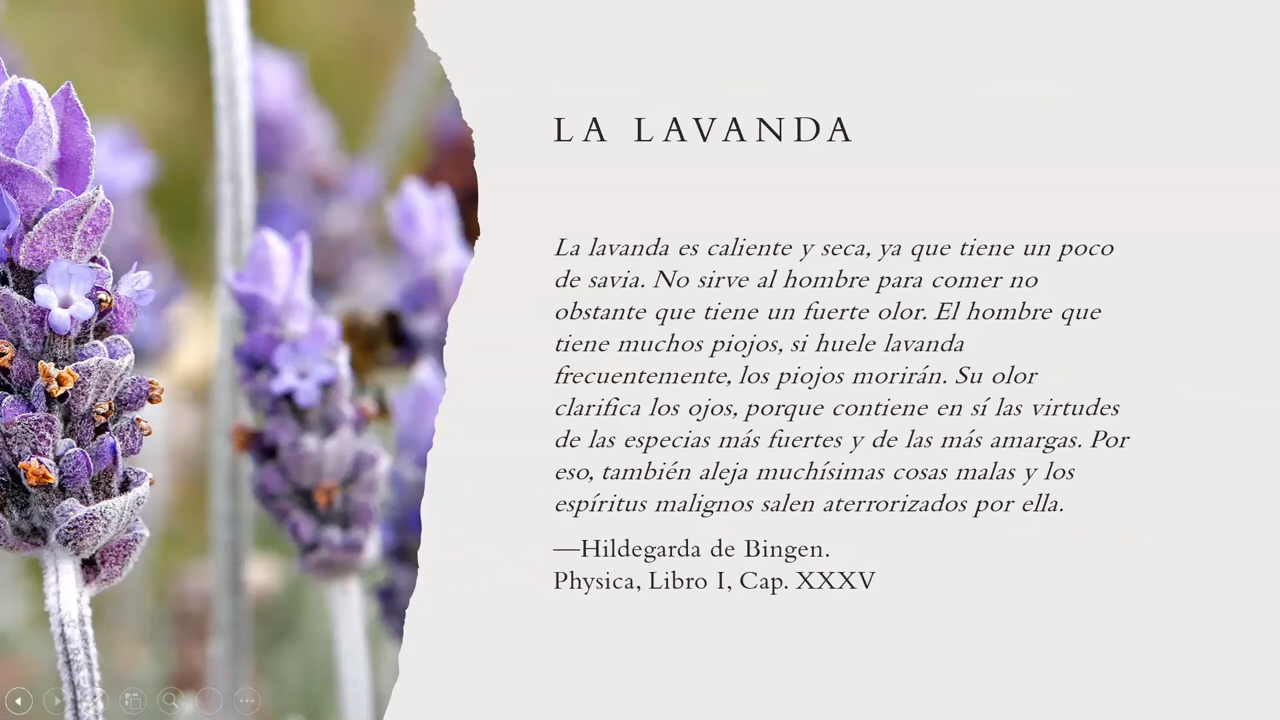 LA LAVANDA
La lavanda es caliente y seca, ya que tiene un poco
de savia. No sirve al hombre para comer no
obstante que tiene un fuerte olor. El hombre que
tiene muchos piojos, si huele lavanda
frecuentemente, los piojos morirán. Su olor
clarifica los ojos, porque contiene en sí las virtudes
de las especias más fuertes y de las más amargas. Por
eso, también aleja muchísimas cosas malas y los
espíritus malignos salen aterrorizados por ella.
—Hildegarda de Bingen.
Physica, Libro I, Cap. XXXV